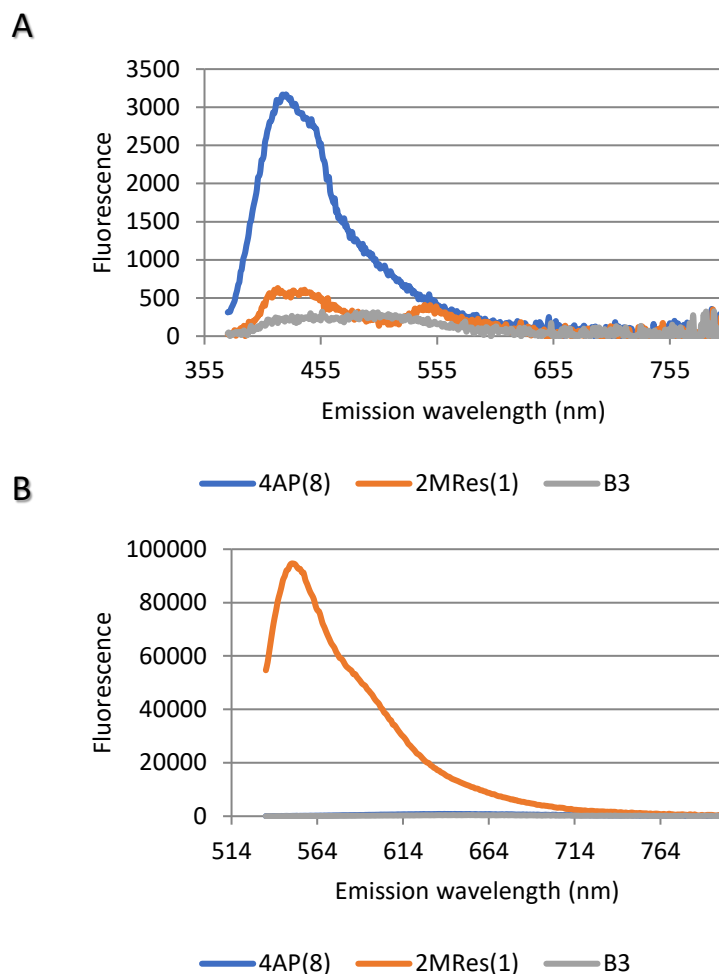 A
3500
3000
2500
2000
1500
1000
500
0
Fluorescence
355 455 555 655 755
Emission wavelength (nm)
4AP(8) 2MRes(1) B3
B
100000
80000
60000
40000
20000
0
Fluorescence
514 564 614 664 714 764
Emission wavelength (nm)
4AP(8) 2MRes(1) B3